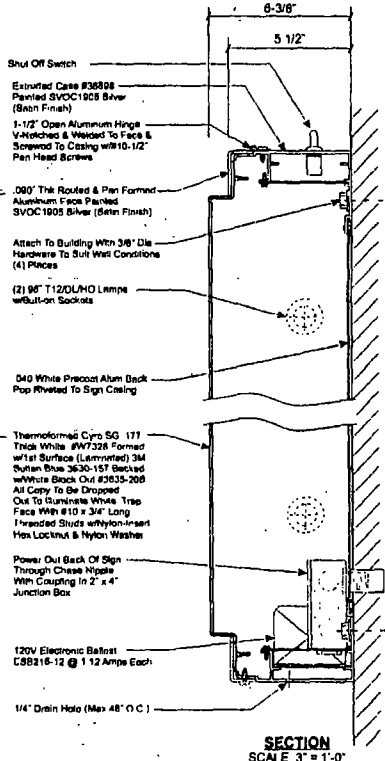 6-3/8"
5 1/2"
Shut Off Switch
Extruded Case #36898
Painted SVOC1905 Silver
(Satin Finish)
1-1/2" Open Aluminum Hinge
V-Notched & Welded To Face &
Screwed To Casing w/#10-1/2"
Pan Head Screws
.090" Thk Routed & Pan Formed
Aluminum Face Painted
SVOC1905 Silver (Satin Finish)
Attach To Building With 3/8" Dia
Hardware To Suit Wall Conditions
(4) Places
(2) 96" T12/DL/HO Lamps
w/Butt-on Sockets
040 White Precoat Alum Back
Pop Riveted To Sign Casing
Thermoformed Cyro SG 177
Thick White #W7328 Formed
w/1st Surface (Laminated) 3M
Sultan Blue 3630-157 Backed
w/White Block Out #3635-20B
All Copy To Be Dropped
Out To Illuminate White Trap
Face With #10 x 3/4" Long
Threaded Studs w/Nylon-Insert
Hex Locknut & Nylon Washer
Power Out Back Of Sign
Through Chase Nipple
With Coupling In 2" x 4"
Junction Box
120V Electronic Ballast
ESB216-12 @ 1 12 Amps Each
1/4" Drain Hole (Max 48" O C )
SECTION
SCALE 3" = 1'-0"